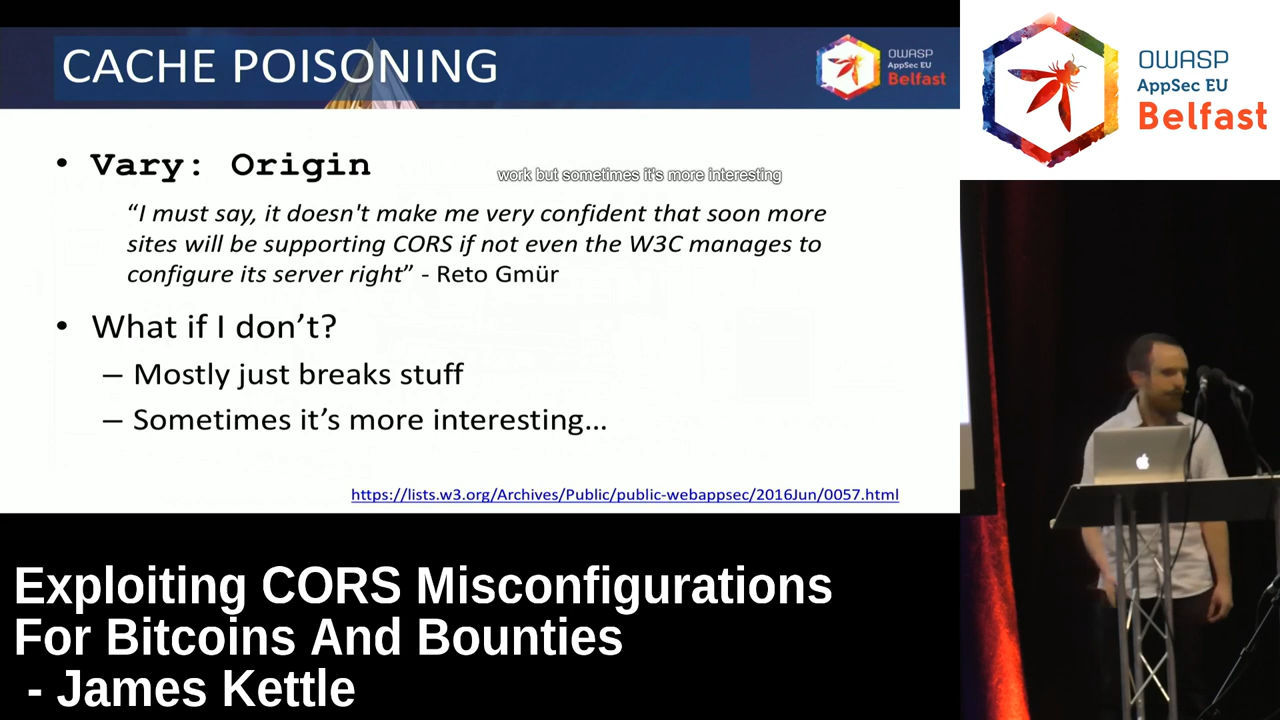 CACHE POISONING
OWASP
AppSec EU
Belfast
OWASP
AppSec EU
Belfast
• Vary: Origin
work but sometimes it's more interesting
“I must say, it doesn't make me very confident that soon more
sites will be supporting CORS if not even the W3C manages to
configure its server right” - Reto Gmür
• What if I don’t?
– Mostly just breaks stuff
– Sometimes it’s more interesting…
https://lists.w3.org/Archives/Public/public-webappsec/2016Jun/0057.html
Exploiting CORS Misconfigurations
For Bitcoins And Bounties
- James Kettle